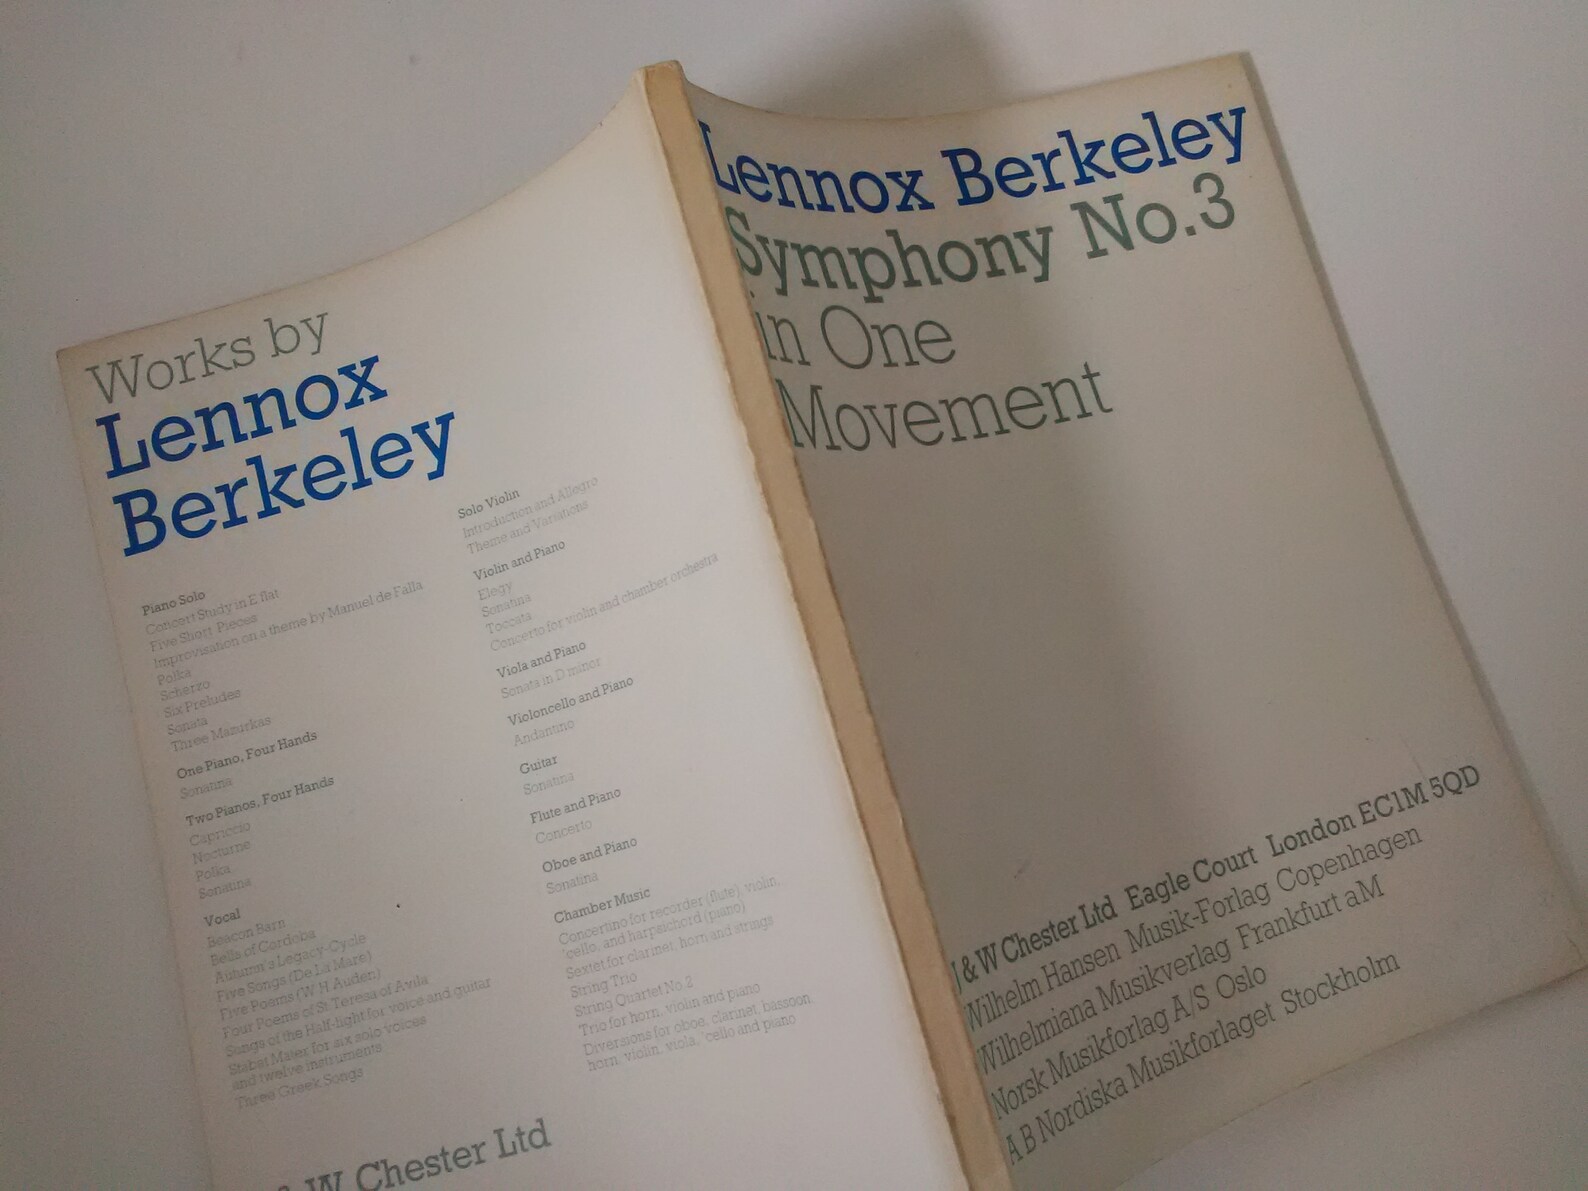 Works by
Lennox
Berkeley
Piano Solo
Concert Study in E flat
Five Short Pieces
Improvisation on a theme by Manuel de Falla
Polka
Scherzo
Six Preludes
Sonata
Three Mazurkas
One Piano, Four Hands
Sonatina
Two Pianos, Four Hands
Capriccio
Nocturne
Polka
Sonatina
Vocal
Beacon Barn
Bells of Cordoba
Autumn's Legacy-Cycle
Five Songs (De La Mare)
Five Poems (W H Auden)
Four Poems of St Teresa of Avila
Songs of the Half-light for voice and guitar
Stabat Mater for six solo voices
and twelve instruments
Three Greek Songs
Solo Violin
Introduction and Allegro
Theme and Variations
Violin and Piano
Elegy
Sonatina
Toccata
Concerto for violin and chamber orchestra
Viola and Piano
Sonata in D minor
Violoncello and Piano
Andantino
Guitar
Sonatina
Flute and Piano
Concerto
Oboe and Piano
Sonatina
Chamber Music
Concertino for recorder (flute), violin,
'cello, and harpsichord (piano)
Sextet for clarinet, horn and strings
String Trio
String Quartet No.2
Trio for horn, violin and piano
Diversions for oboe, clarinet, bassoon,
horn, violin, viola, 'cello and piano
& W Chester Ltd
Lennox Berkeley
Symphony No.3
in One
Movement
J & W Chester Ltd Eagle Court London EC1M 5QD
Wilhelm Hansen Musik-Forlag Copenhagen
Wilhelmiana Musikverlag Frankfurt aM
Norsk Musikforlag A/S Oslo
A B Nordiska Musikforlaget Stockholm